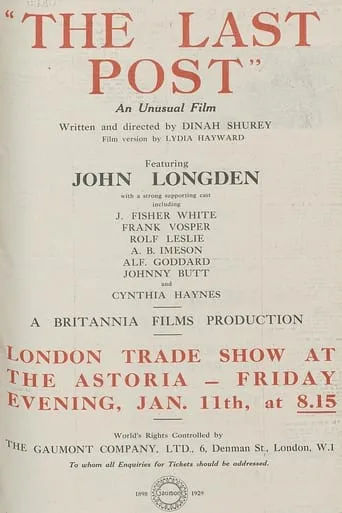 "THE LAST
POST"
An Unusual Film
Written and directed by DINAH SHUREY
Film version by LYDIA HAYWARD
Featuring
JOHN LONGDEN
with a strong supporting cast
including
J. FISHER WHITE
FRANK VOSPER
ROLF LESLIE
A. B. IMESON
ALF. GODDARD
JOHNNY BUTT
and
CYNTHIA HAYNES
A BRITANNIA FILMS PRODUCTION
LONDON TRADE SHOW AT
THE ASTORIA – FRIDAY
EVENING, JAN. 11th, at 8.15
World's Rights Controlled by
THE GAUMONT COMPANY, LTD., 6, Denman St., London, W.1
To whom all Enquiries for Tickets should be addressed.
1898 Gaumont 1929